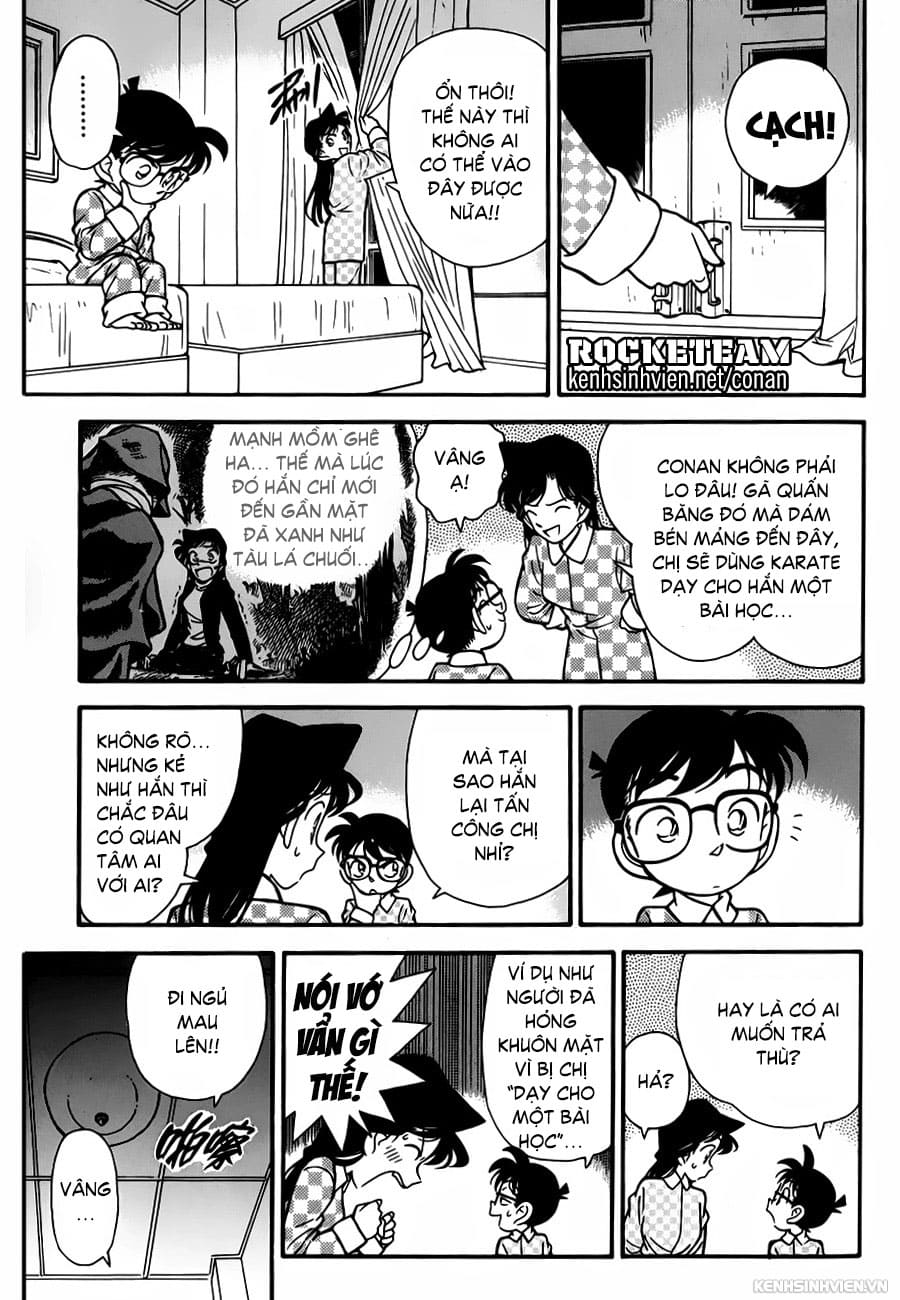 CẠCH!
ỔN THÔI!
THẾ NÀY THÌ
KHÔNG AI
CÓ THỂ VÀO
ĐÂY ĐƯỢC
NỮA!!
.........
ROCKETEAM
kenhsinhvien.net/conan
CONAN KHÔNG PHẢI
LO ĐÂU! GÃ QUẤN
BĂNG ĐÓ MÀ DÁM
BÉN MẢNG ĐẾN ĐÂY,
CHỊ SẼ DÙNG KARATE
DẠY CHO HẮN MỘT
BÀI HỌC...
VÂNG
Ạ!
MẠNH MỒM GHÊ
HA... THẾ MÀ LÚC
ĐÓ HẮN CHỈ MỚI
ĐẾN GẦN MẶT
ĐÃ XANH NHƯ
TÀU LÁ CHUỐI..
MÀ TẠI
SAO HẮN
LẠI TẤN
CÔNG CHỊ
NHỈ?
KHÔNG RÕ...
NHƯNG KẺ
NHƯ HẮN THÌ
CHẮC ĐÂU
CÓ QUAN
TÂM AI
VỚI AI?
HAY LÀ CÓ AI
MUỐN TRẢ
THÙ?
HẢ?
VÍ DỤ NHƯ
NGƯỜI ĐÃ
HỎNG
KHUÔN MẶT
VÌ BỊ CHỊ
"DẠY CHO
MỘT BÀI
HỌC"...
NÓI VỚ
VẨN GÌ
THẾ!
ĐI NGỦ
MAU
LÊN!!
啪嚓
VÂNG
...
KENHSINHVIEN.VN